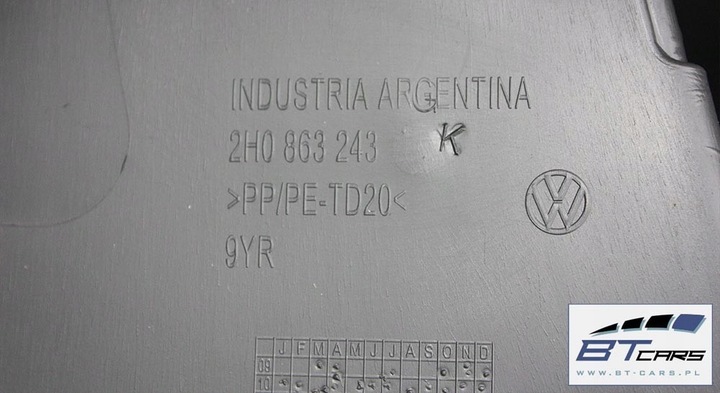 INDUSTRIA ARGENTINA
2H0 863 243 K
>PP/PE-TD20<
9YR
J F M A M J J A S O N D
09
10
BT CARS
WWW.BT-CARS.PL